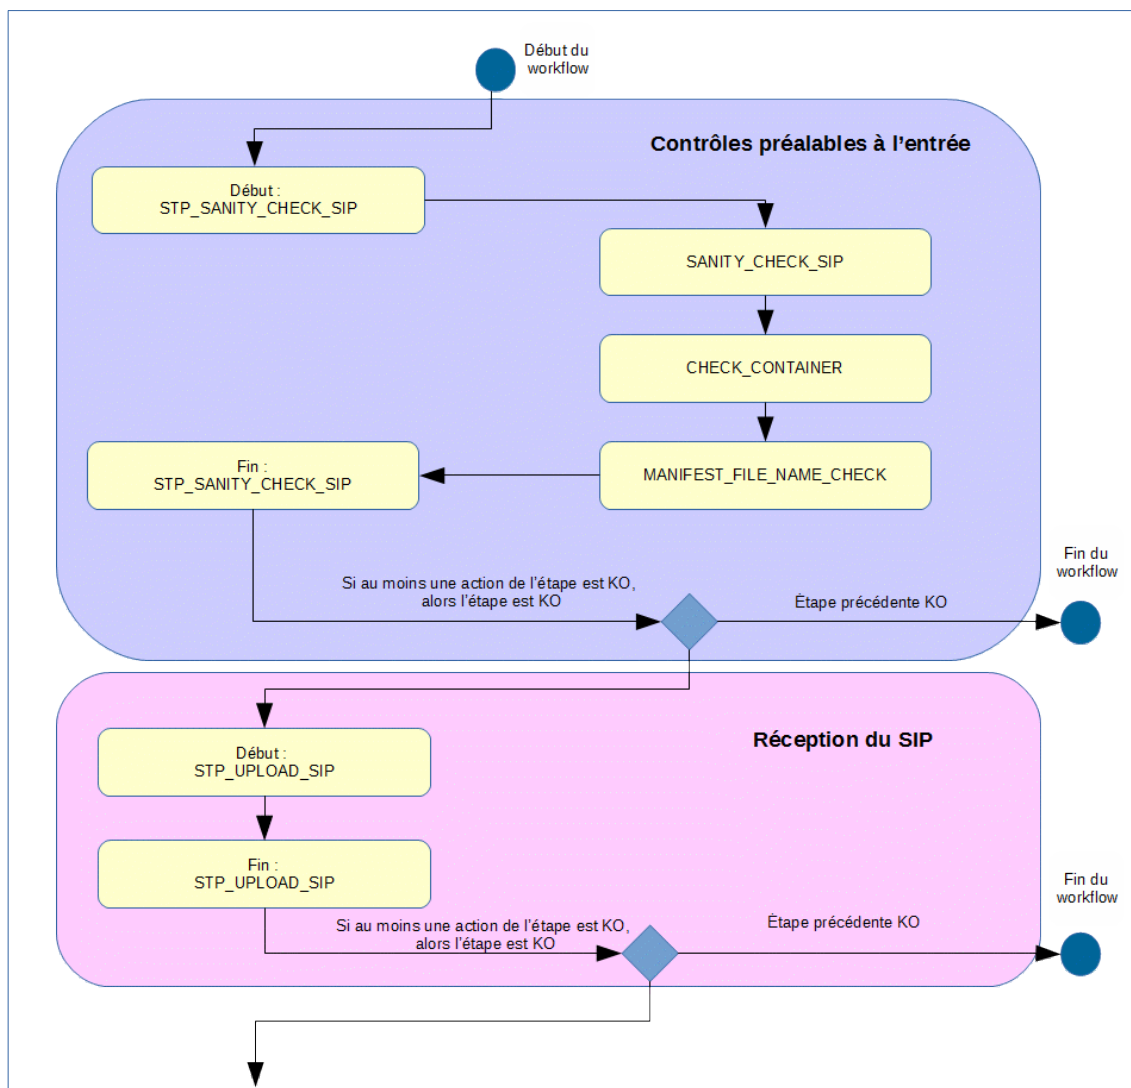 Début du
workflow
Contrôles préalables à l'entrée
Début :
STP_SANITY_CHECK_SIP
SANITY_CHECK_SIP
CHECK_CONTAINER
Fin :
STP_SANITY_CHECK_SIP
MANIFEST_FILE_NAME_CHECK
Fin du
workflow
Si au moins une action de l'étape est KO,
alors l'étape est KO
Étape précédente KO
Réception du SIP
Début :
STP_UPLOAD_SIP
Fin :
STP_UPLOAD_SIP
Fin du
workflow
Si au moins une action de l'étape est KO,
alors l'étape est KO
Étape précédente KO